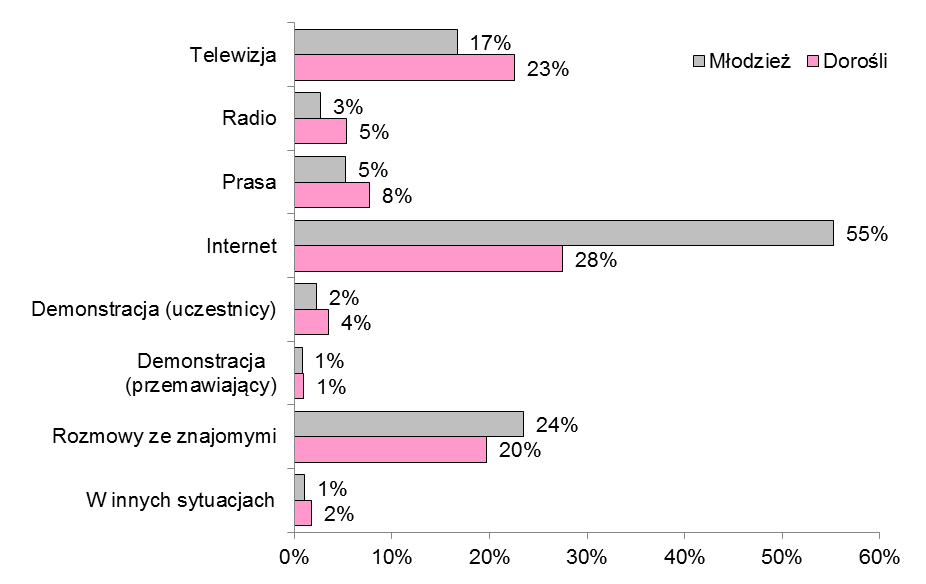 Telewizja
17%
23%
Młodzież Dorośli
Radio
3%
5%
Prasa
5%
8%
Internet
55%
28%
Demonstracja (uczestnicy)
2%
4%
Demonstracja
(przemawiający)
1%
1%
Rozmowy ze znajomymi
24%
20%
W innych sytuacjach
1%
2%
0% 10% 20% 30% 40% 50% 60%